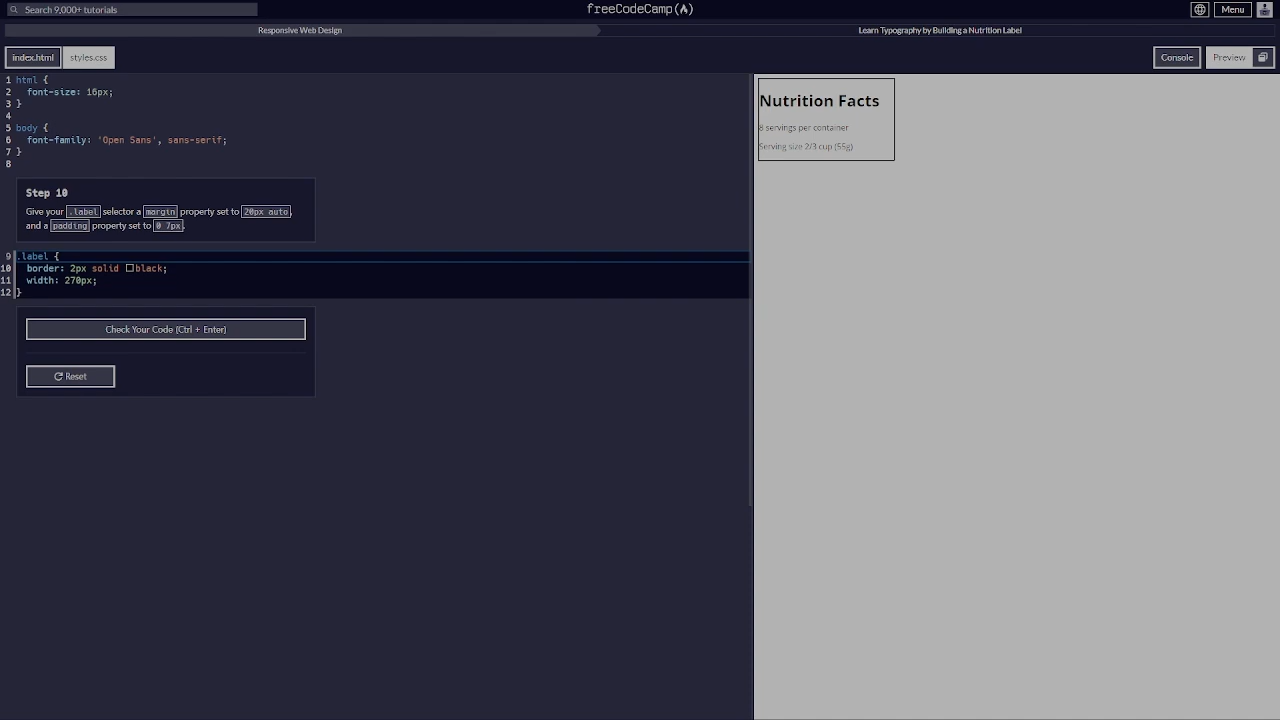 Search 9,000+ tutorials
freeCodeCamp(🔥)
Menu
Responsive Web Design
Learn Typography by Building a Nutrition Label
index.html
styles.css
Console
Preview
1 html {
2 font-size: 16px;
3 }
4
5 body {
6 font-family: 'Open Sans', sans-serif;
7 }
8
Step 10
Give your .label selector a margin property set to 20px auto,
and a padding property set to 0 7px.
9 .label {
10 border: 2px solid black;
11 width: 270px;
12 }
Check Your Code (Ctrl + Enter)
Reset
Nutrition Facts
8 servings per container
Serving size 2/3 cup (55g)